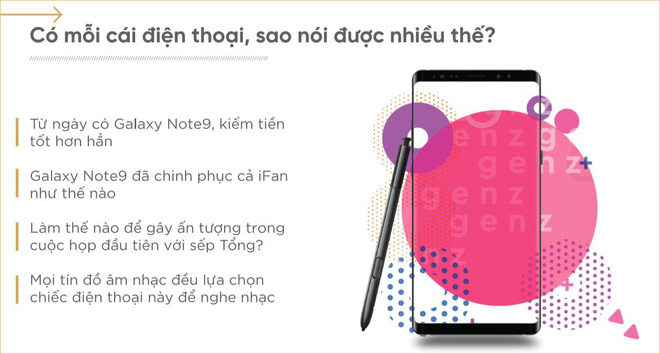 Có mỗi cái điện thoại, sao nói được nhiều thế?
Từ ngày có Galaxy Note9, kiếm tiền
tốt hơn hẳn
Galaxy Note9 đã chinh phục cả iFan
như thế nào
Làm thế nào để gây ấn tượng trong
cuộc họp đầu tiên với sếp Tổng?
Mọi tín đồ âm nhạc đều lựa chọn
chiếc điện thoại này để nghe nhạc
genz
genz
genz